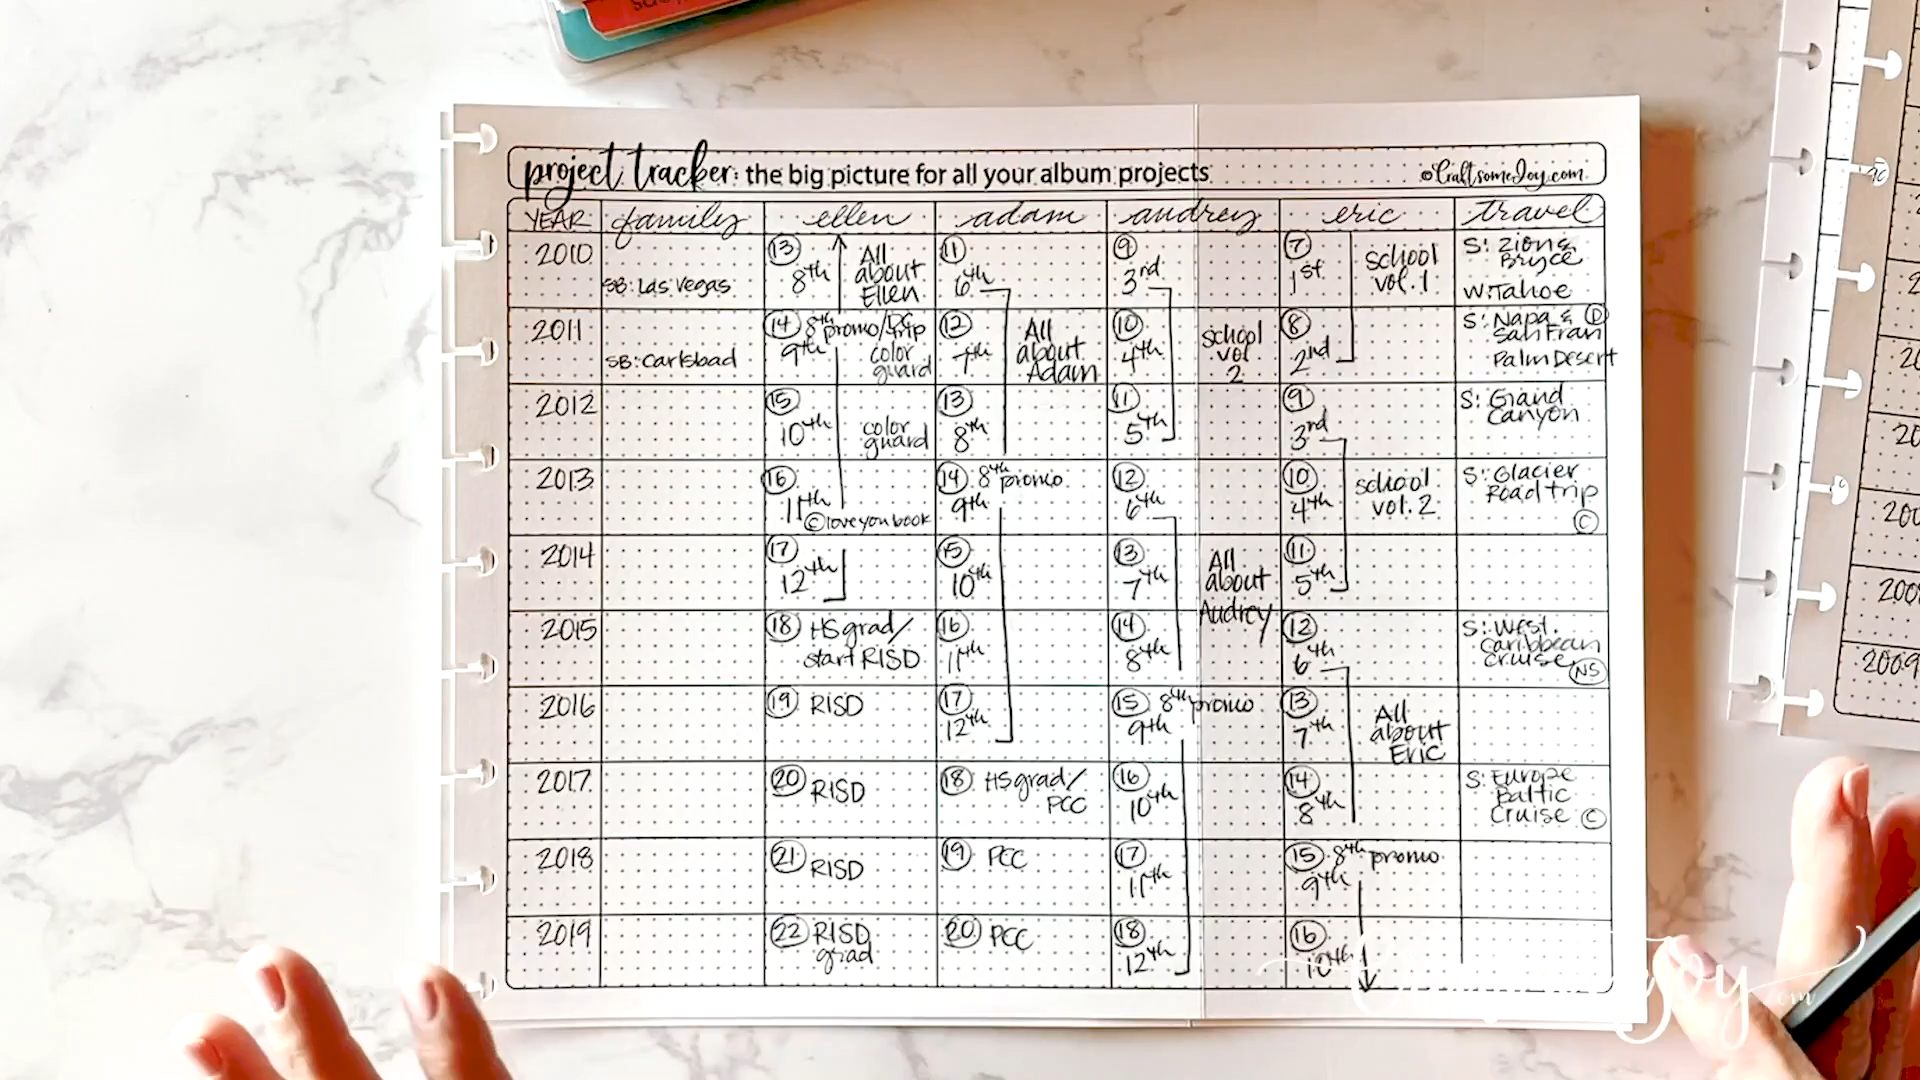 project tracker: the big picture for all your album projects
©CraftsomeJoy.com
YEAR family ellen adam audrey eric travel
2010
SB: Las Vegas
13
8th
All
about
Ellen
11
6th
9
3rd
7
1st
School
vol. 1
S: Zion &
Bryce
W: Tahoe
2011
SB: Carlsbad
14 8th promo/DC trip
9th
color
guard
12
7th
All
about
Adam
10
4th
school
vol
2
8
2nd
S: Napa & D
San Fran
Palm Desert
2012
15
10th
color
guard
13
8th
11
5th
9
3rd
S: Grand
Canyon
2013
16
11th
C love you book
14 8th promo
9th
12
6th
10
4th
school
vol. 2
S: Glacier
Road trip
C
2014
17
12th
15
10th
13
7th
All
about
Audrey
11
5th
2015
18 HS grad/
start RISD
16
11th
14
8th
12
6th
S: West
Caribbean
cruise NS
2016
19 RISD
17
12th
15 8th promo
9th
13
7th
All
about
Eric
2017
20 RISD
18 HS grad/
PCC
16
10th
14
8th
S: Europe
Baltic
Cruise C
2018
21 RISD
19 PCC
17
11th
15 8th promo
9th
2019
22 RISD
grad
20 PCC
18
12th
16
10th
2009